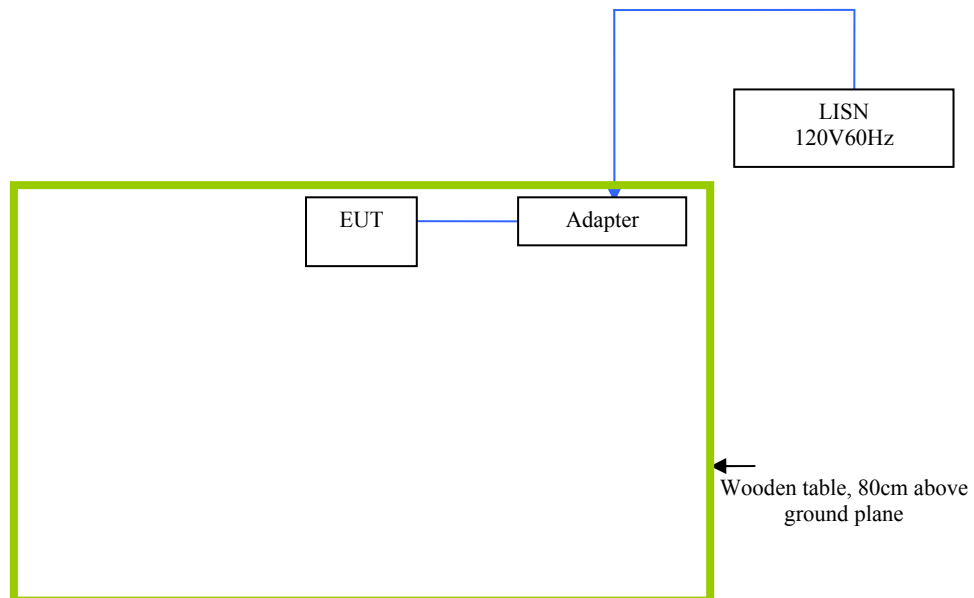 LISN
120V60Hz
EUT
Adapter
Wooden table, 80cm above
ground plane